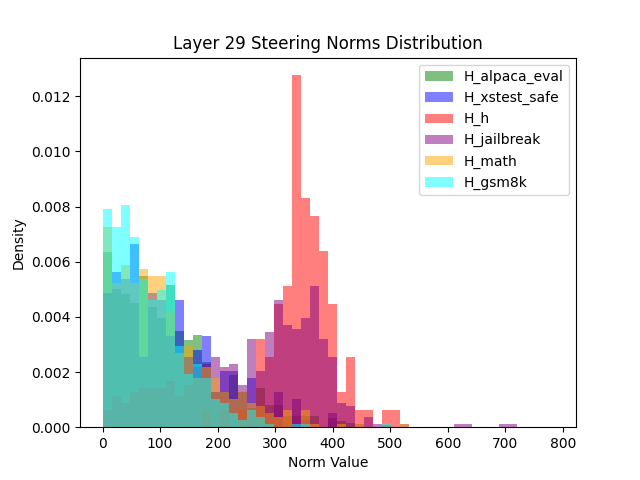 Layer 29 Steering Norms Distribution
H_alpaca_eval
H_xstest_safe
H_h
H_jailbreak
H_math
H_gsm8k
Density
0.012
0.010
0.008
0.006
0.004
0.002
0.000
0 100 200 300 400 500 600 700 800
Norm Value